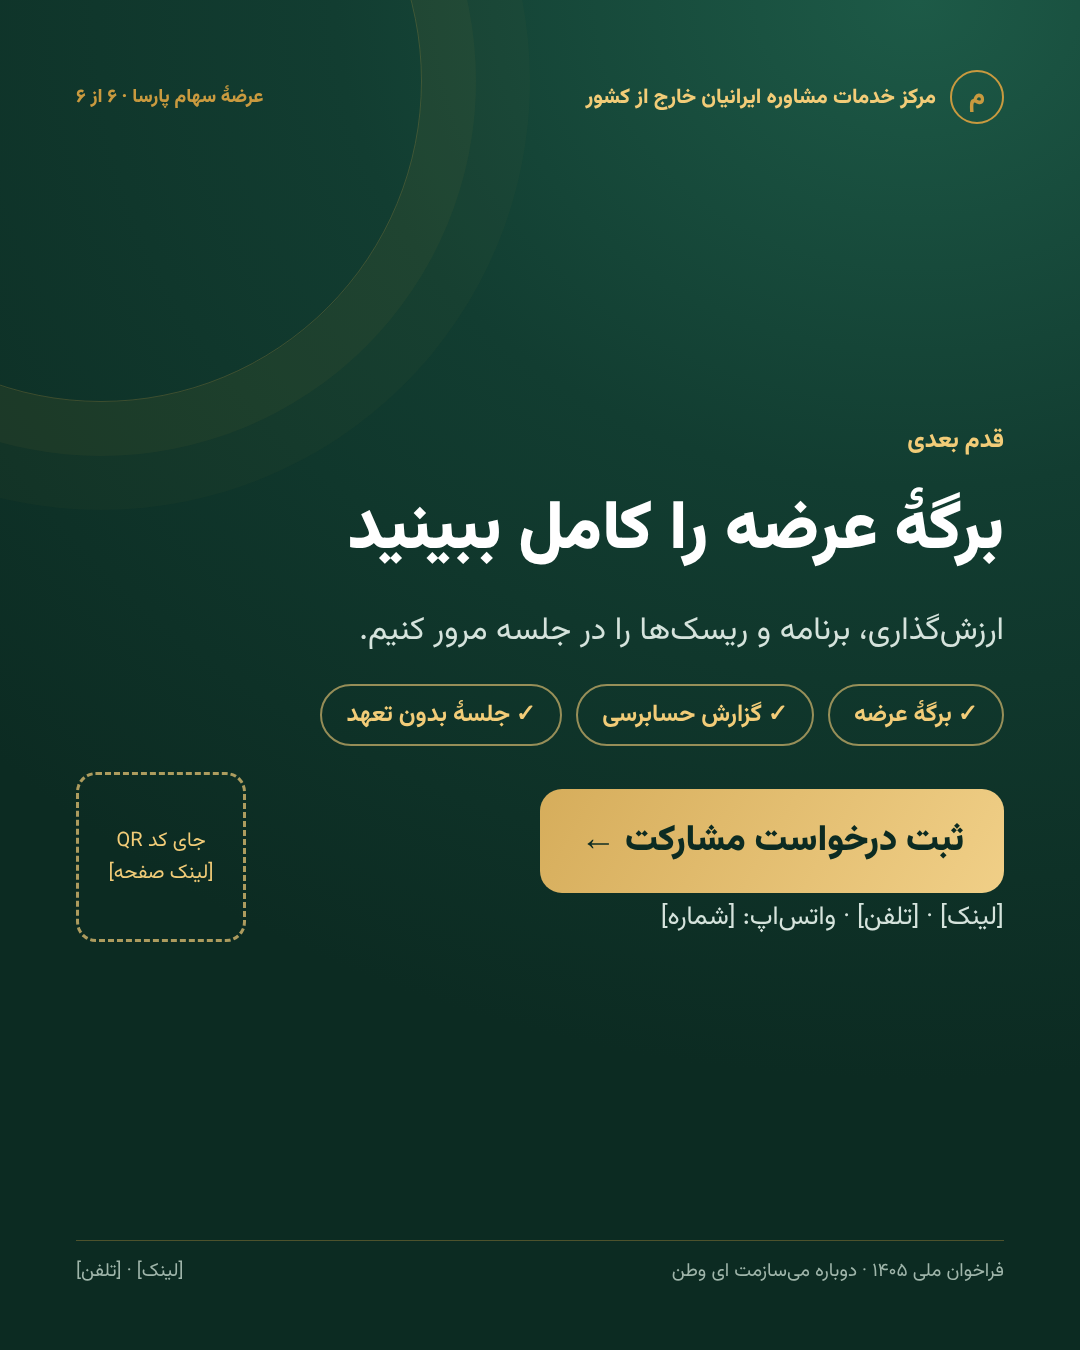 م
مرکز خدمات مشاوره ایرانیان خارج از کشور
عرضهٔ سهام پارسا · ۶ از ۶
قدم بعدی
برگهٔ عرضه را کامل ببینید
ارزش‌گذاری، برنامه و ریسک‌ها را در جلسه مرور کنیم.
✓ برگهٔ عرضه
✓ گزارش حسابرسی
✓ جلسهٔ بدون تعهد
ثبت درخواست مشارکت ←
[لینک] · [تلفن] · واتس‌اپ: [شماره]
جای کد QR
[لینک صفحه]
فراخوان ملی ۱۴۰۵ · دوباره می‌سازمت ای وطن
[لینک] · [تلفن]